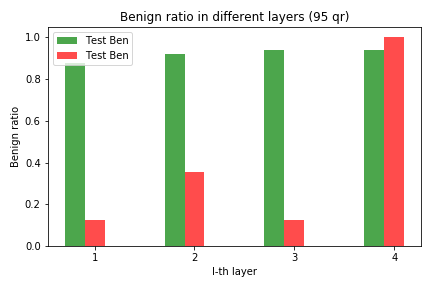 Benign ratio in different layers (95 qr)
Test Ben
Test Ben
Benign ratio
1.0
0.8
0.6
0.4
0.2
0.0
1 2 3 4
l-th layer